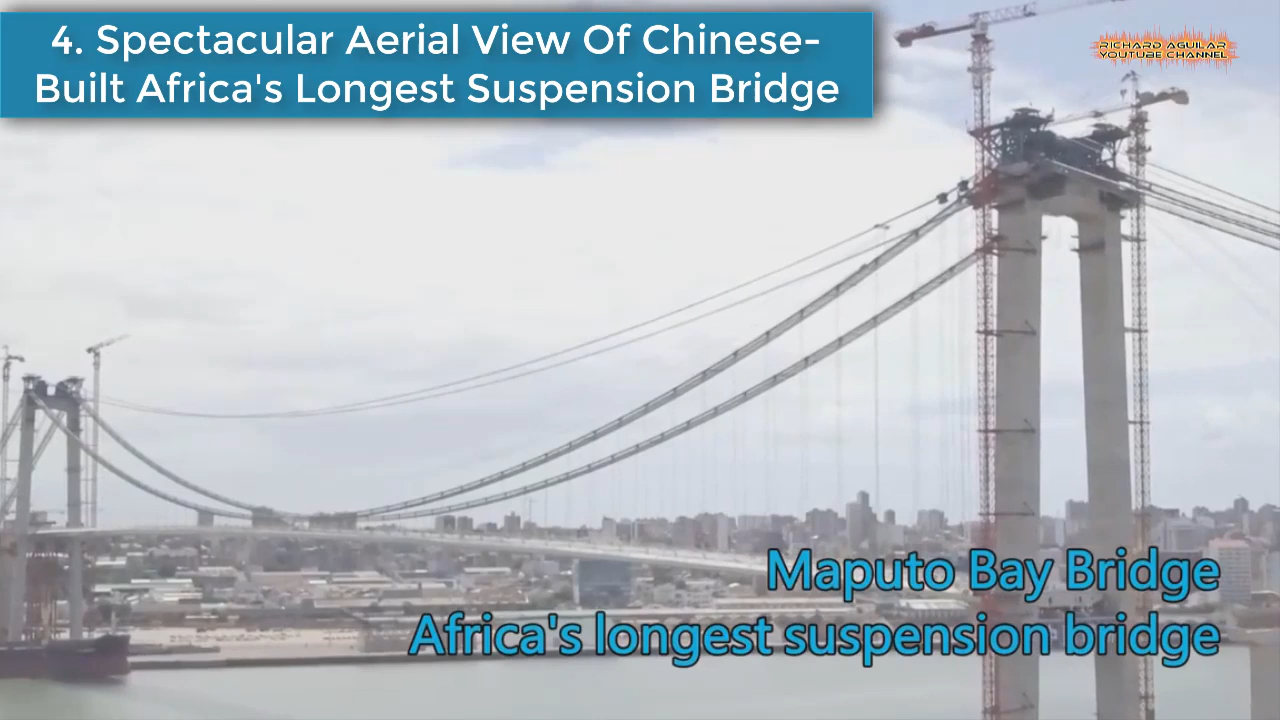 4. Spectacular Aerial View Of Chinese-
Built Africa's Longest Suspension Bridge
RICHARD AGUILAR
YOUTUBE CHANNEL
Maputo Bay Bridge
Africa's longest suspension bridge